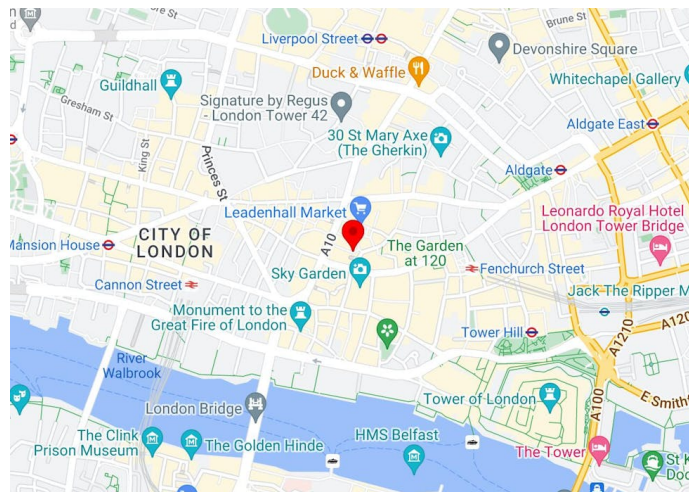 ore St
Liverpool Street
Brune St
Devonshire Square
Duck & Waffle
Guildhall
Whitechapel Gallery
Gresham St
Signature by Regus
- London Tower 42
30 St Mary Axe
(The Gherkin)
Aldgate East
King St
Princes St
Aldgate
Leadenhall Market
Leonardo Royal Hotel
London Tower Bridge
Mansion House
CITY OF
LONDON
A10
The Garden
at 120
Sky Garden
Fenchurch Street
Cannon Street
Jack The Ripper M
Monument to the
Great Fire of London
Tower Hill
A1210
A120
River
Walbrook
A100
E Smithf
London Bridge
Tower of London
The Clink
Prison Museum
The Golden Hinde
HMS Belfast
The Tower
St K
Doc